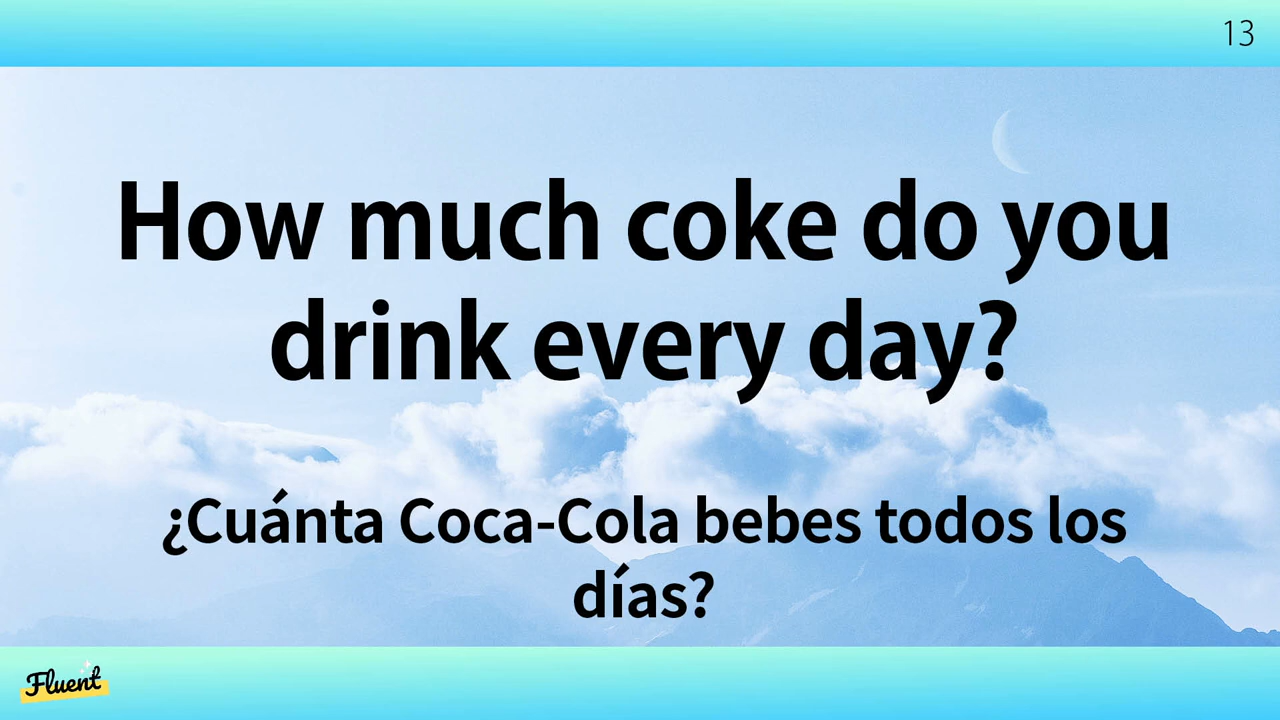 13
How much coke do you
drink every day?
¿Cuánta Coca-Cola bebes todos los
días?
Fluent